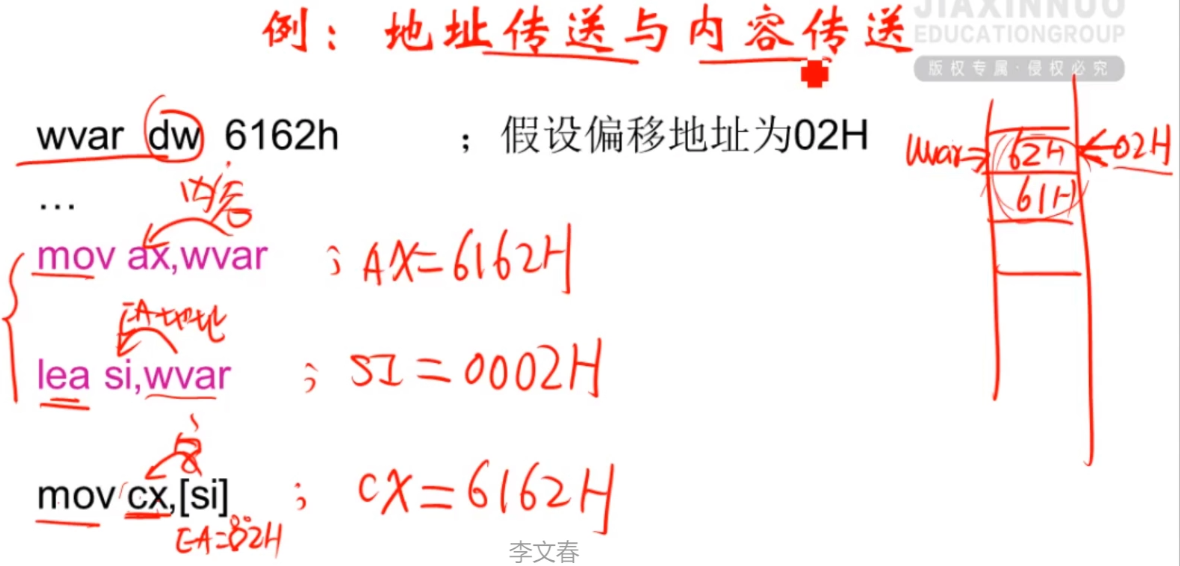 例：地址传送与内容传送
JIAXINNUO
EDUCATIONGROUP
版权专属·侵权必究
wvar dw 6162h ；假设偏移地址为02H
wvar 62H 02H
61H
…
内容
mov ax,wvar ；AX=6162H
EA地址
lea si,wvar ；SI=0002H
mov cx,[si] ；CX=6162H
EA=02H
李文春